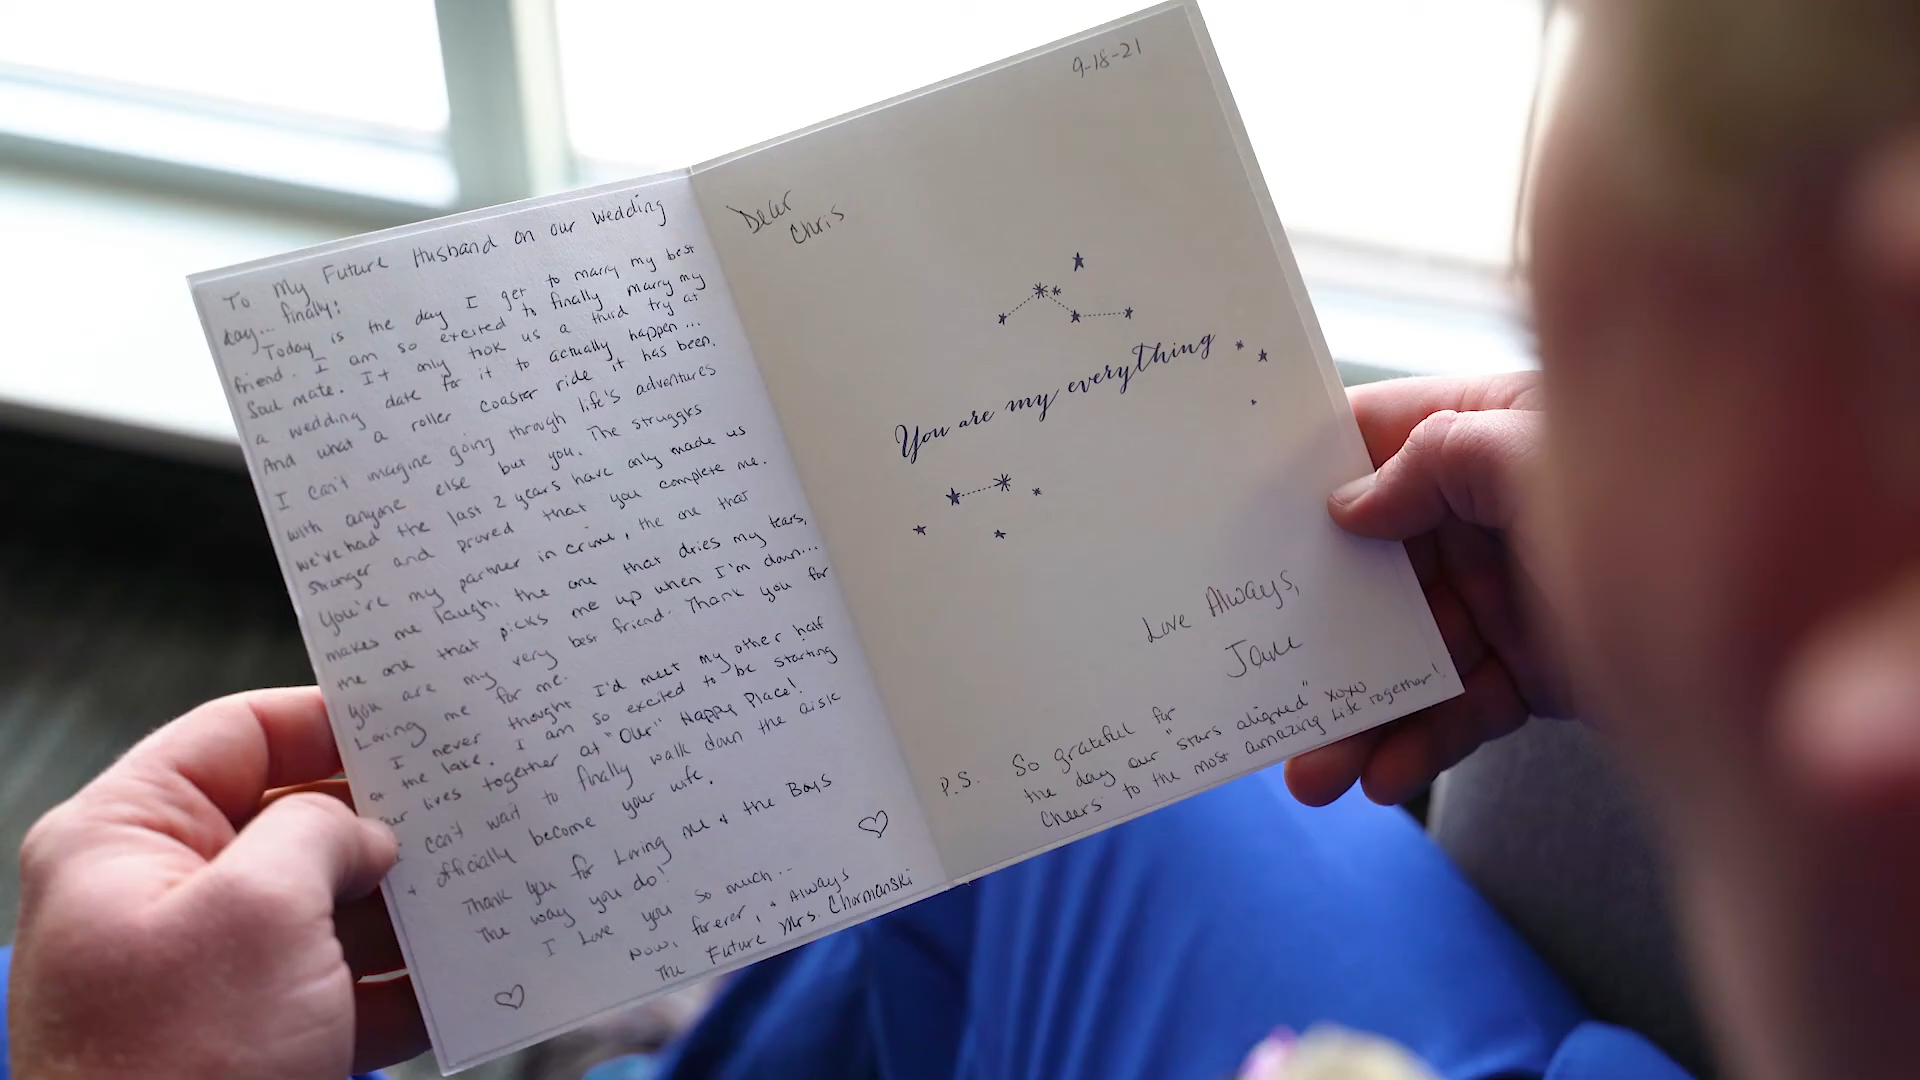 To My Future Husband on our Wedding
Day... finally!
Today is the day I get to marry my best
friend. I am so excited to finally marry my
Soul mate. It only took us a third try at
a wedding date for it to actually happen...
And what a roller coaster ride it has been.
I can't imagine going through life's adventures
with anyone else but you. The struggles
we've had the last 2 years have only made us
stronger and proved that you complete me.
You're my partner in crime, the one that
makes me laugh, the one that dries my tears,
the one that picks me up when I'm down...
You are my very best friend. Thank you for
Loving me for me.
I never thought I'd meet my other half
at the lake. I am so excited to be starting
our lives together at "Our" Happy Place!
I can't wait to finally walk down the aisle
+ officially become your wife.
Thank you for Loving Me + the Boys
The way you do!
I Love you so much...
Now, forever, + Always
The Future Mrs. Chormanski
9-18-21
Dear
Chris
You are my everything
Love Always,
P.S. So grateful for
the day our "stars aligned" xoxo
Cheers to the most amazing Life together!